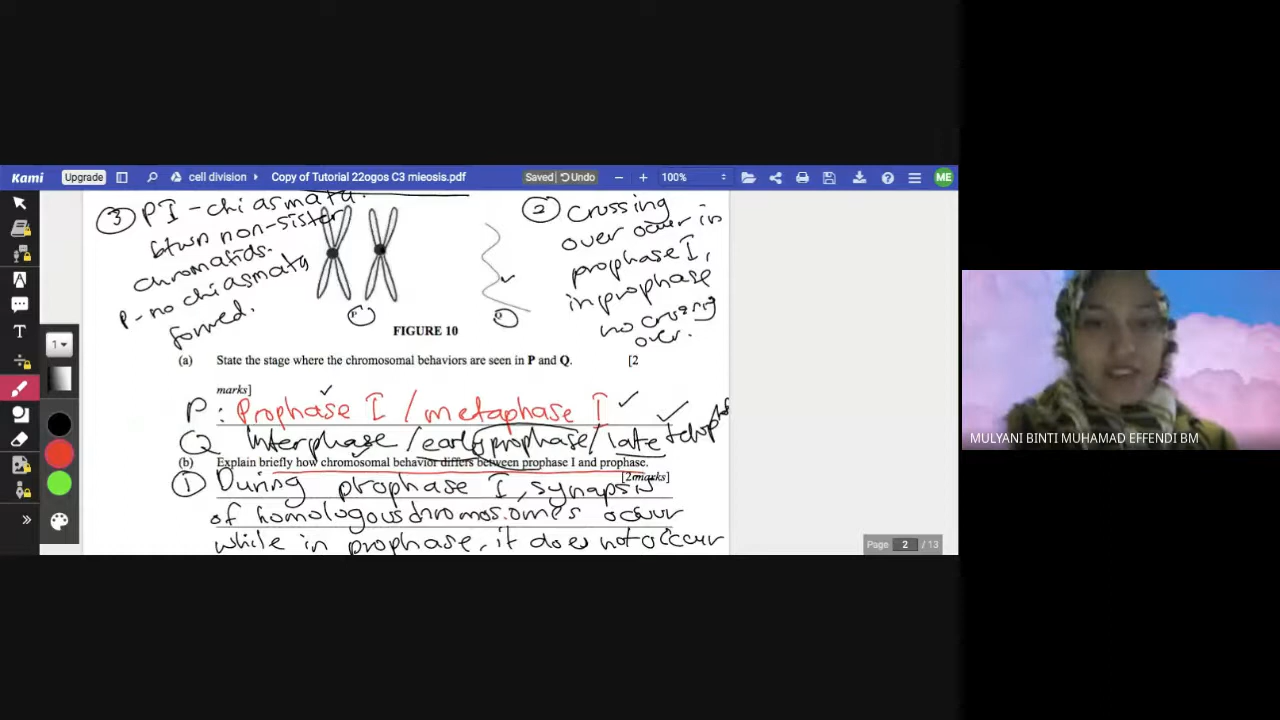 Kami
Upgrade
cell division
Copy of Tutorial 22ogos C3 mieosis.pdf
Saved
Undo
100%
ME
③ PI - chiasmata
btwn non-sister
chromatids.
P - no chiasmata
formed.
② crossing
over occur in
prophase I,
in prophase
no crossing
over.
FIGURE 10
(a) State the stage where the chromosomal behaviors are seen in P and Q. [2
marks]
P : Prophase I / metaphase I
Q Interphase / early prophase / late
(b) Explain briefly how chromosomal behavior differs between prophase I and prophase.
[2marks]
① During prophase I, synapsis
of homologous chromosomes occur
while in prophase, it does not occur
1
Page 2 / 13
MULYANI BINTI MUHAMAD EFFENDI BM